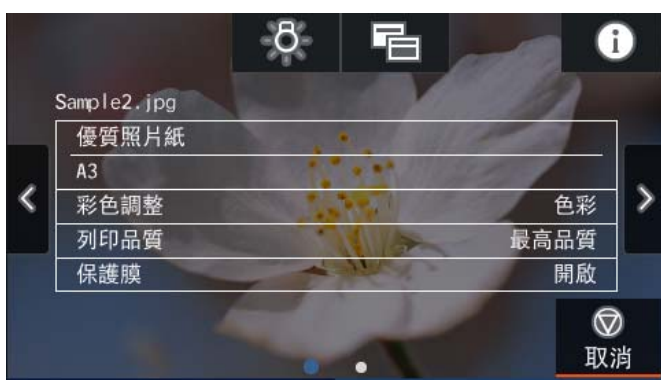 Sample2.jpg
優質照片紙
A3
彩色調整 色彩
列印品質 最高品質
保護膜 開啟
取消